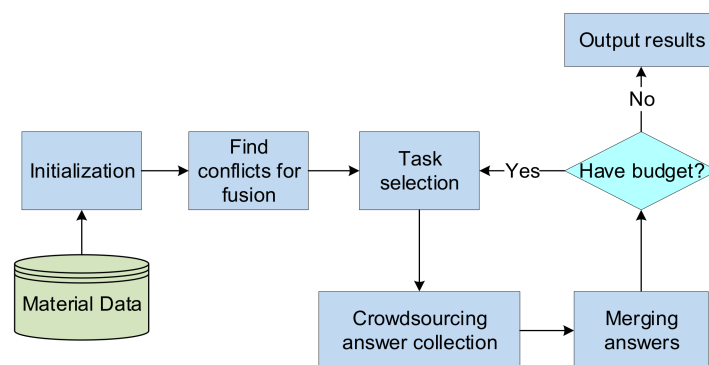 Output results
No
Initialization
Find
conflicts for
fusion
Task
selection
Yes
Have budget?
Material Data
Crowdsourcing
answer collection
Merging
answers